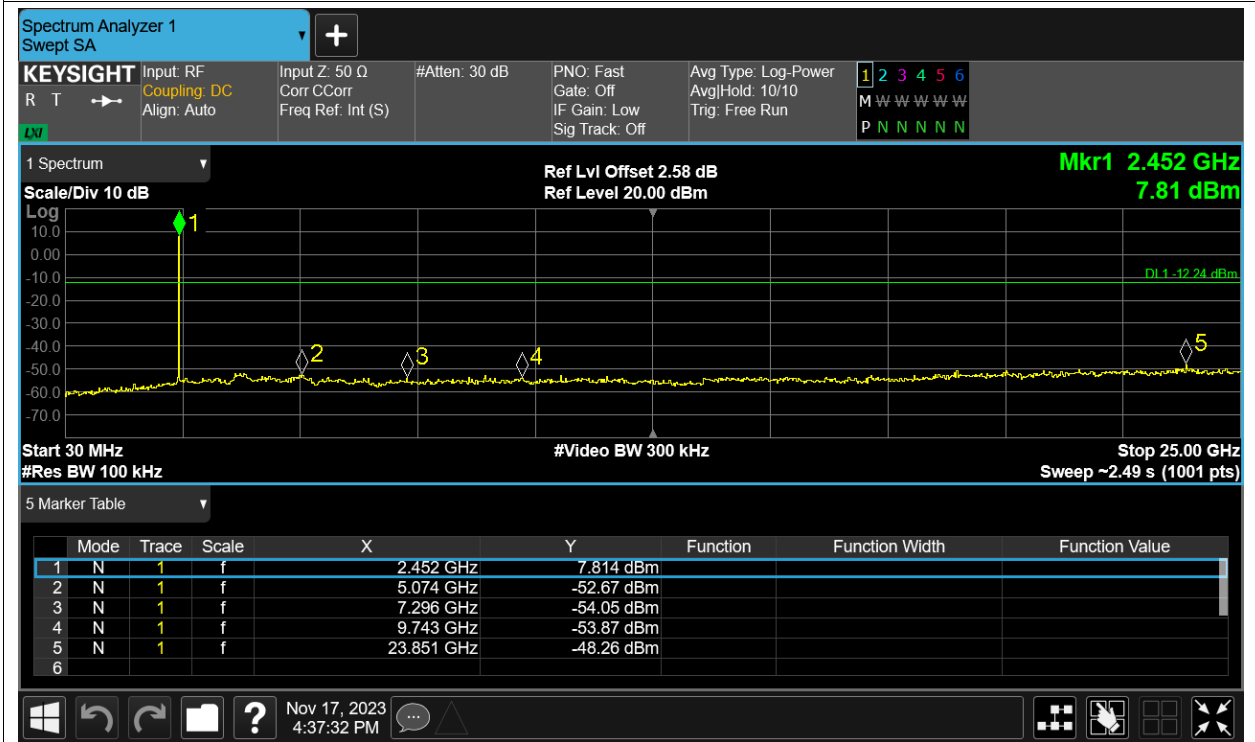 Spectrum Analyzer 1
Swept SA
KEYSIGHT
R T
LXI
Input: RF
Coupling: DC
Align: Auto
Input Z: 50 Ω
Corr CCorr
Freq Ref: Int (S)
#Atten: 30 dB
PNO: Fast
Gate: Off
IF Gain: Low
Sig Track: Off
Avg Type: Log-Power
Avg|Hold: 10/10
Trig: Free Run
1 2 3 4 5 6
M W W W W W
P N N N N N
1 Spectrum
Scale/Div 10 dB
Ref Lvl Offset 2.58 dB
Ref Level 20.00 dBm
Mkr1 2.452 GHz
7.81 dBm
Log
10.0
0.00
-10.0
-20.0
-30.0
-40.0
-50.0
-60.0
-70.0
1
2
3
4
5
DL1 -12.24 dBm
Start 30 MHz
#Res BW 100 kHz
#Video BW 300 kHz
Stop 25.00 GHz
Sweep ~2.49 s (1001 pts)
5 Marker Table
Mode Trace Scale X Y Function Function Width Function Value
1 N 1 f 2.452 GHz 7.814 dBm
2 N 1 f 5.074 GHz -52.67 dBm
3 N 1 f 7.296 GHz -54.05 dBm
4 N 1 f 9.743 GHz -53.87 dBm
5 N 1 f 23.851 GHz -48.26 dBm
6
?
Nov 17, 2023
4:37:32 PM